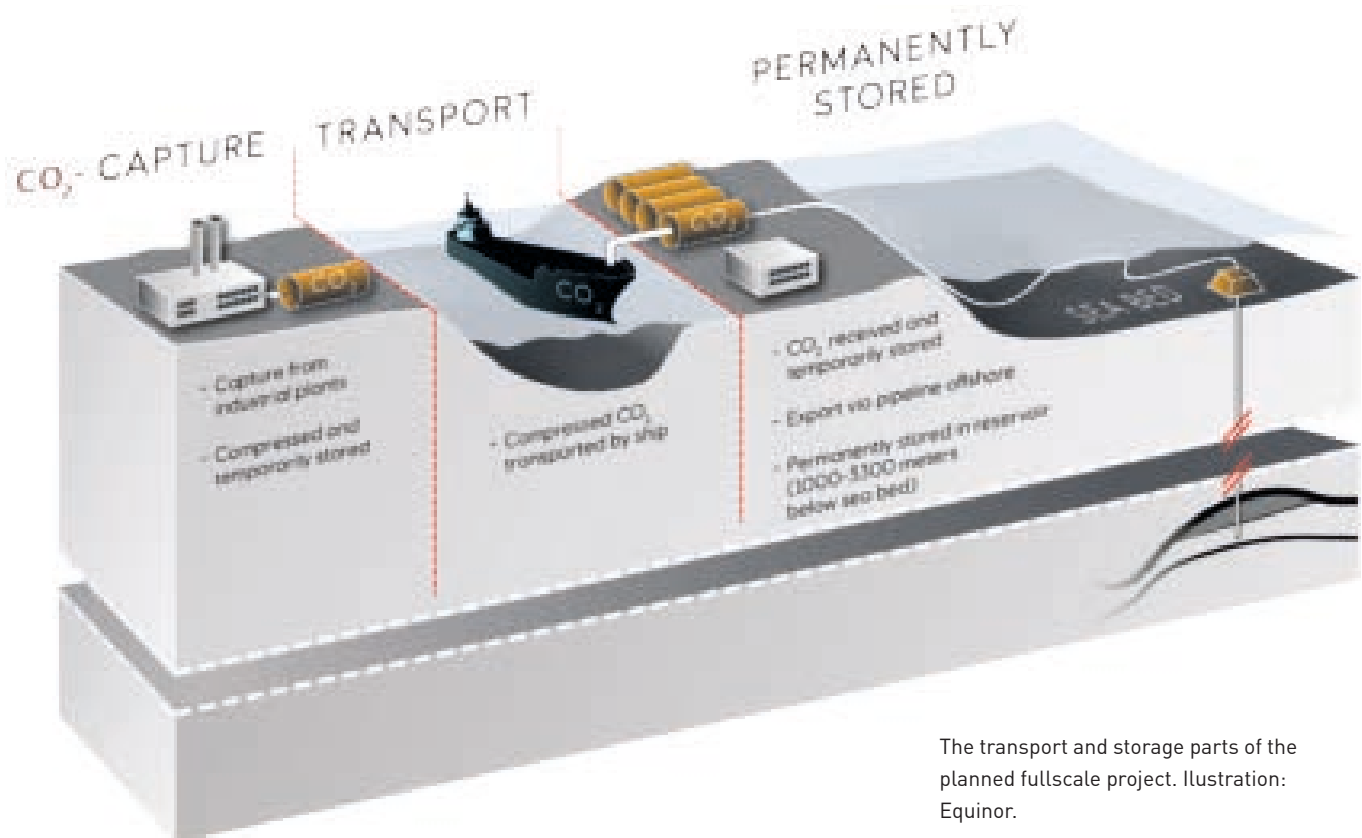 CO₂- CAPTURE
TRANSPORT
PERMANENTLY
STORED
CO₂
CO₂
CO₂
SEA BED
- Capture from
industrial plants
- Compressed and
temporarily stored
- Compressed CO₂
transported by ship
- CO₂ received and
temporarily stored
- Export via pipeline offshore
- Permanently stored in reservoir
(1000-3300 meters
below sea bed)
The transport and storage parts of the
planned fullscale project. Ilustration:
Equinor.